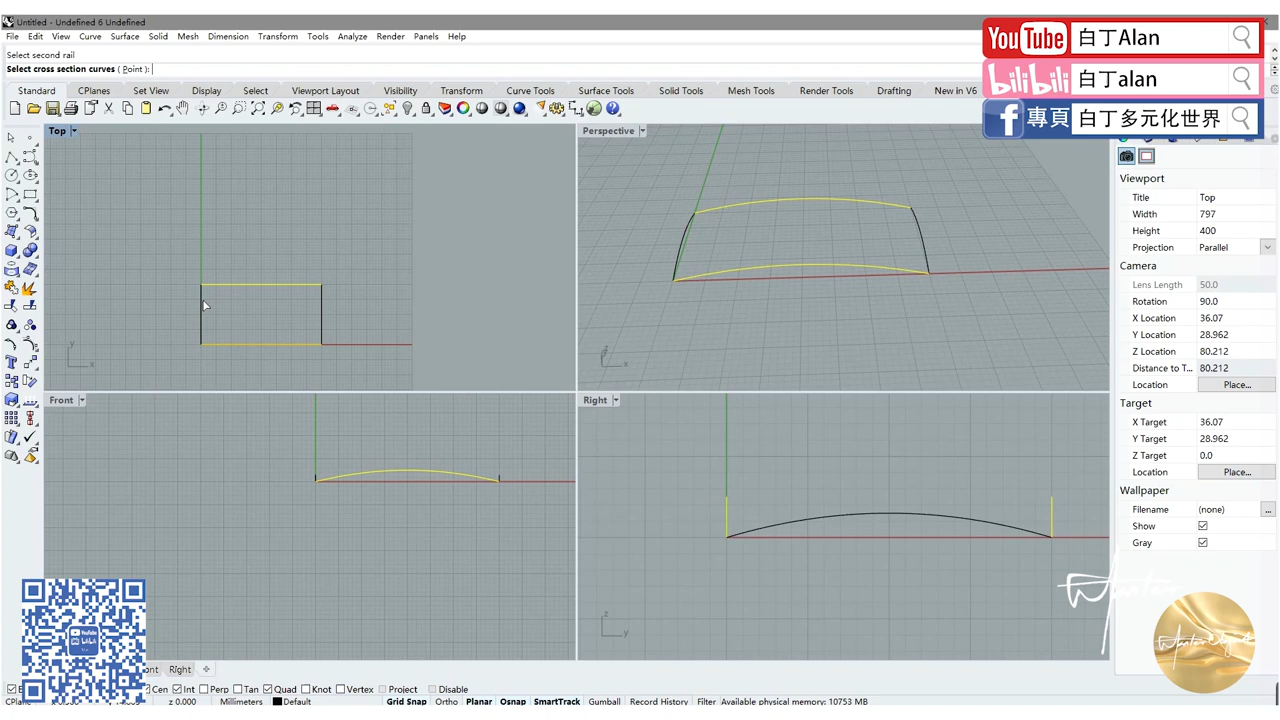 Untitled - Undefined 6 Undefined
File Edit View Curve Surface Solid Mesh Dimension Transform Tools Analyze Render Panels Help
Select second rail
Select cross section curves ( Point ):
Standard CPlanes Set View Display Select Viewport Layout Visibility Transform Curve Tools Surface Tools Solid Tools Mesh Tools Render Tools Drafting New in V6
YouTube 白丁Alan
bilibili 白丁alan
f 專頁 白丁多元化世界
Top
Perspective
Front
Right
y
x
z
y
Viewport
Title Top
Width 797
Height 400
Projection Parallel
Camera
Lens Length 50.0
Rotation 90.0
X Location 36.07
Y Location 28.962
Z Location 80.212
Distance to T... 80.212
Location Place...
Target
X Target 36.07
Y Target 28.962
Z Target 0.0
Location Place...
Wallpaper
Filename (none) ...
Show
Gray
Right
Cen Int Perp Tan Quad Knot Vertex Project Disable
CPlane z 0.000 Millimeters Default Grid Snap Ortho Planar Osnap SmartTrack Gumball Record History Filter Available physical memory: 10753 MB